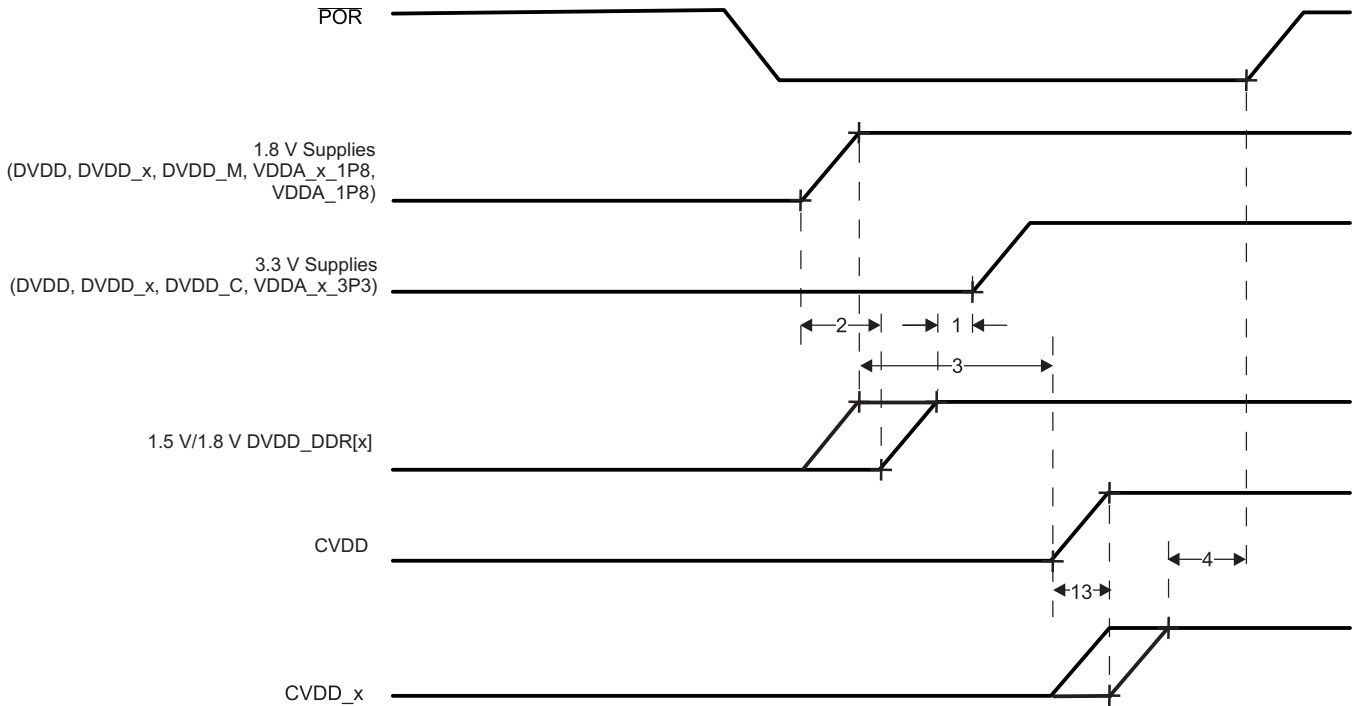 POR
1.8 V Supplies
(DVDD, DVDD_x, DVDD_M, VDDA_x_1P8,
VDDA_1P8)
3.3 V Supplies
(DVDD, DVDD_x, DVDD_C, VDDA_x_3P3)
2
1
3
1.5 V/1.8 V DVDD_DDR[x]
CVDD
4
13
CVDD_x